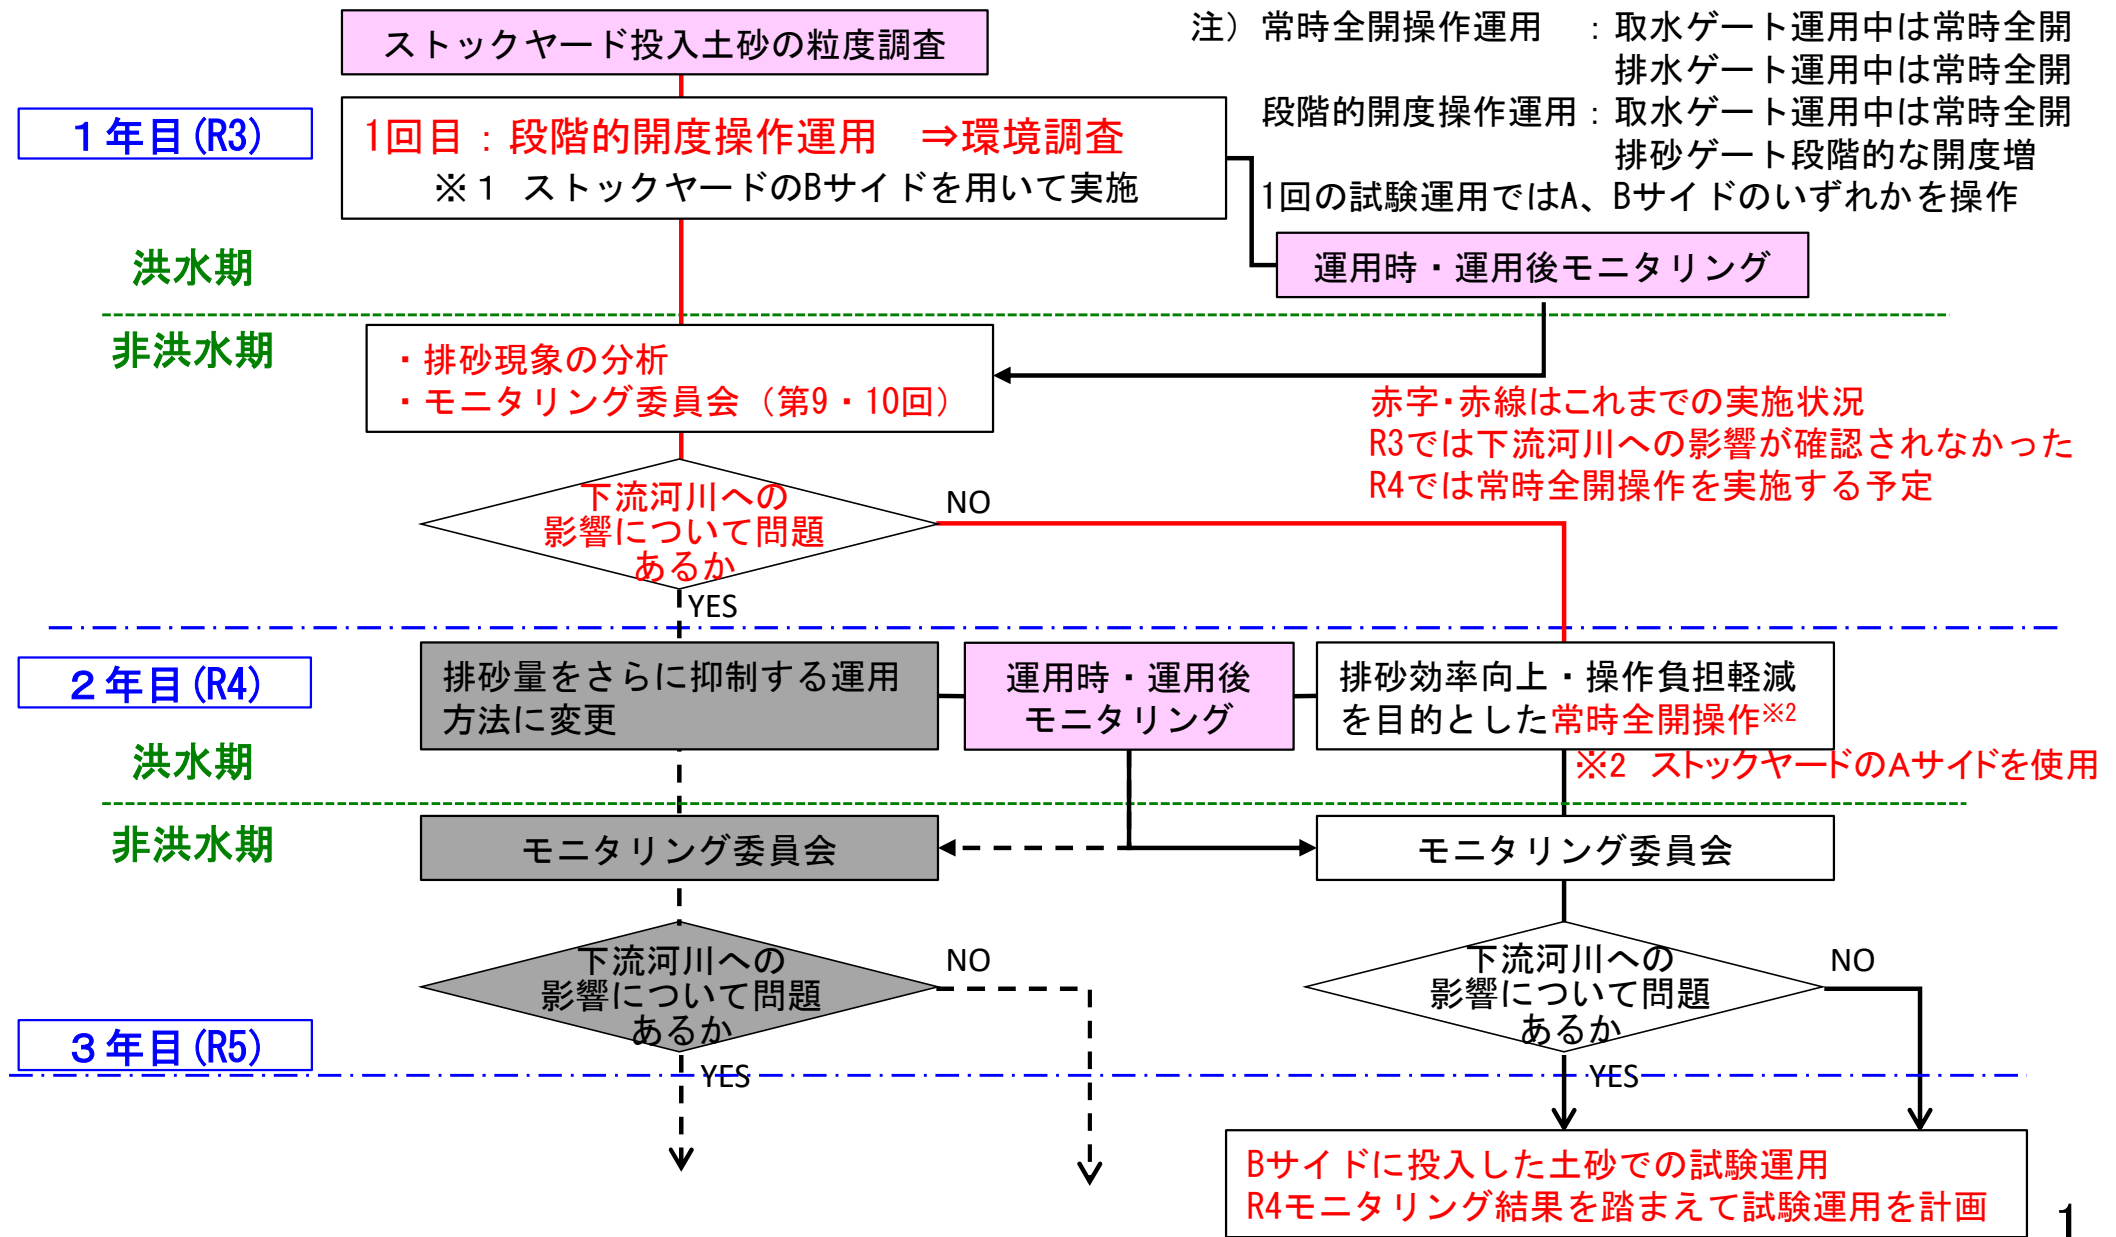 ストックヤード投入土砂の粒度調査
注）常時全開操作運用　：取水ゲート運用中は常時全開
排水ゲート運用中は常時全開
段階的開度操作運用：取水ゲート運用中は常時全開
排砂ゲート段階的な開度増
1回の試験運用ではA、Bサイドのいずれかを操作
１年目(R3)
1回目：段階的開度操作運用　⇒環境調査
※１　ストックヤードのBサイドを用いて実施
運用時・運用後モニタリング
洪水期
非洪水期
・排砂現象の分析
・モニタリング委員会（第9・10回）
赤字・赤線はこれまでの実施状況
R3では下流河川への影響が確認されなかった
R4では常時全開操作を実施する予定
下流河川への
影響について問題
あるか
NO
YES
２年目(R4)
排砂量をさらに抑制する運用
方法に変更
運用時・運用後
モニタリング
排砂効率向上・操作負担軽減
を目的とした常時全開操作※2
※2　ストックヤードのAサイドを使用
洪水期
非洪水期
モニタリング委員会
モニタリング委員会
下流河川への
影響について問題
あるか
NO
YES
下流河川への
影響について問題
あるか
NO
YES
３年目(R5)
Bサイドに投入した土砂での試験運用
R4モニタリング結果を踏まえて試験運用を計画
1